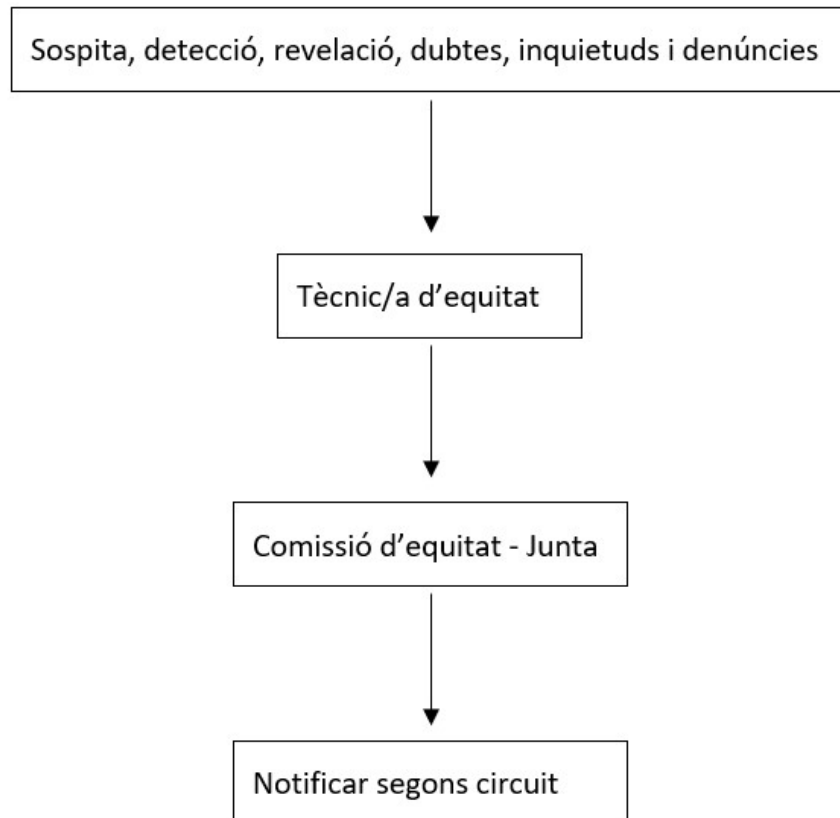 Sospita, detecció, revelació, dubtes, inquietuds i denúncies
Tècnic/a d’equitat
Comissió d’equitat - Junta
Notificar segons circuit